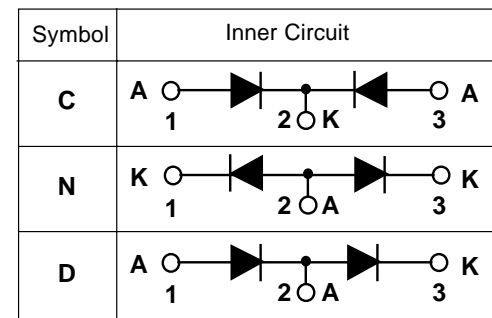 Symbol Inner Circuit
C A K A
1 2 3
N K A K
1 2 3
D A A K
1 2 3